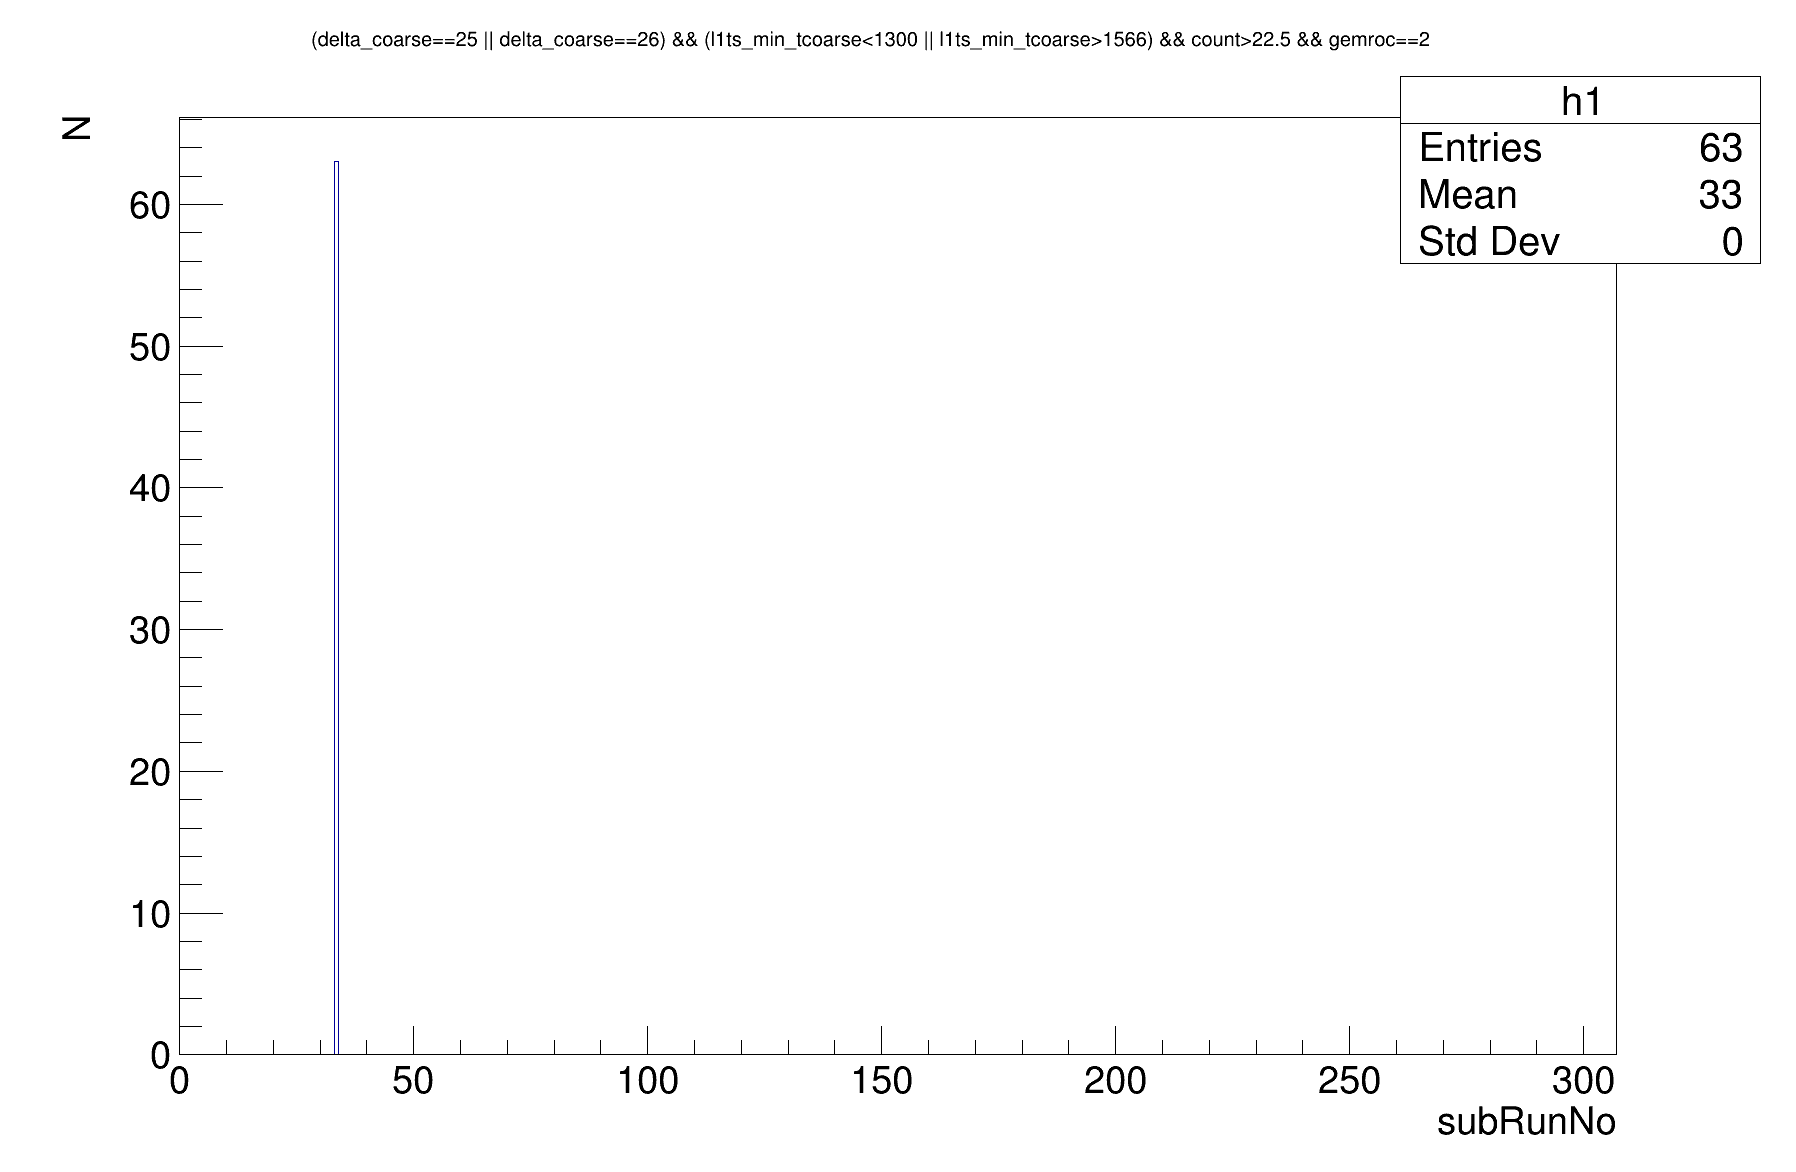 (delta_coarse==25 || delta_coarse==26) && (l1ts_min_tcoarse<1300 || l1ts_min_tcoarse>1566) && count>22.5 && gemroc==2
h1
Entries 63
Mean 33
Std Dev 0
N
60
50
40
30
20
10
0
0 50 100 150 200 250 300
subRunNo